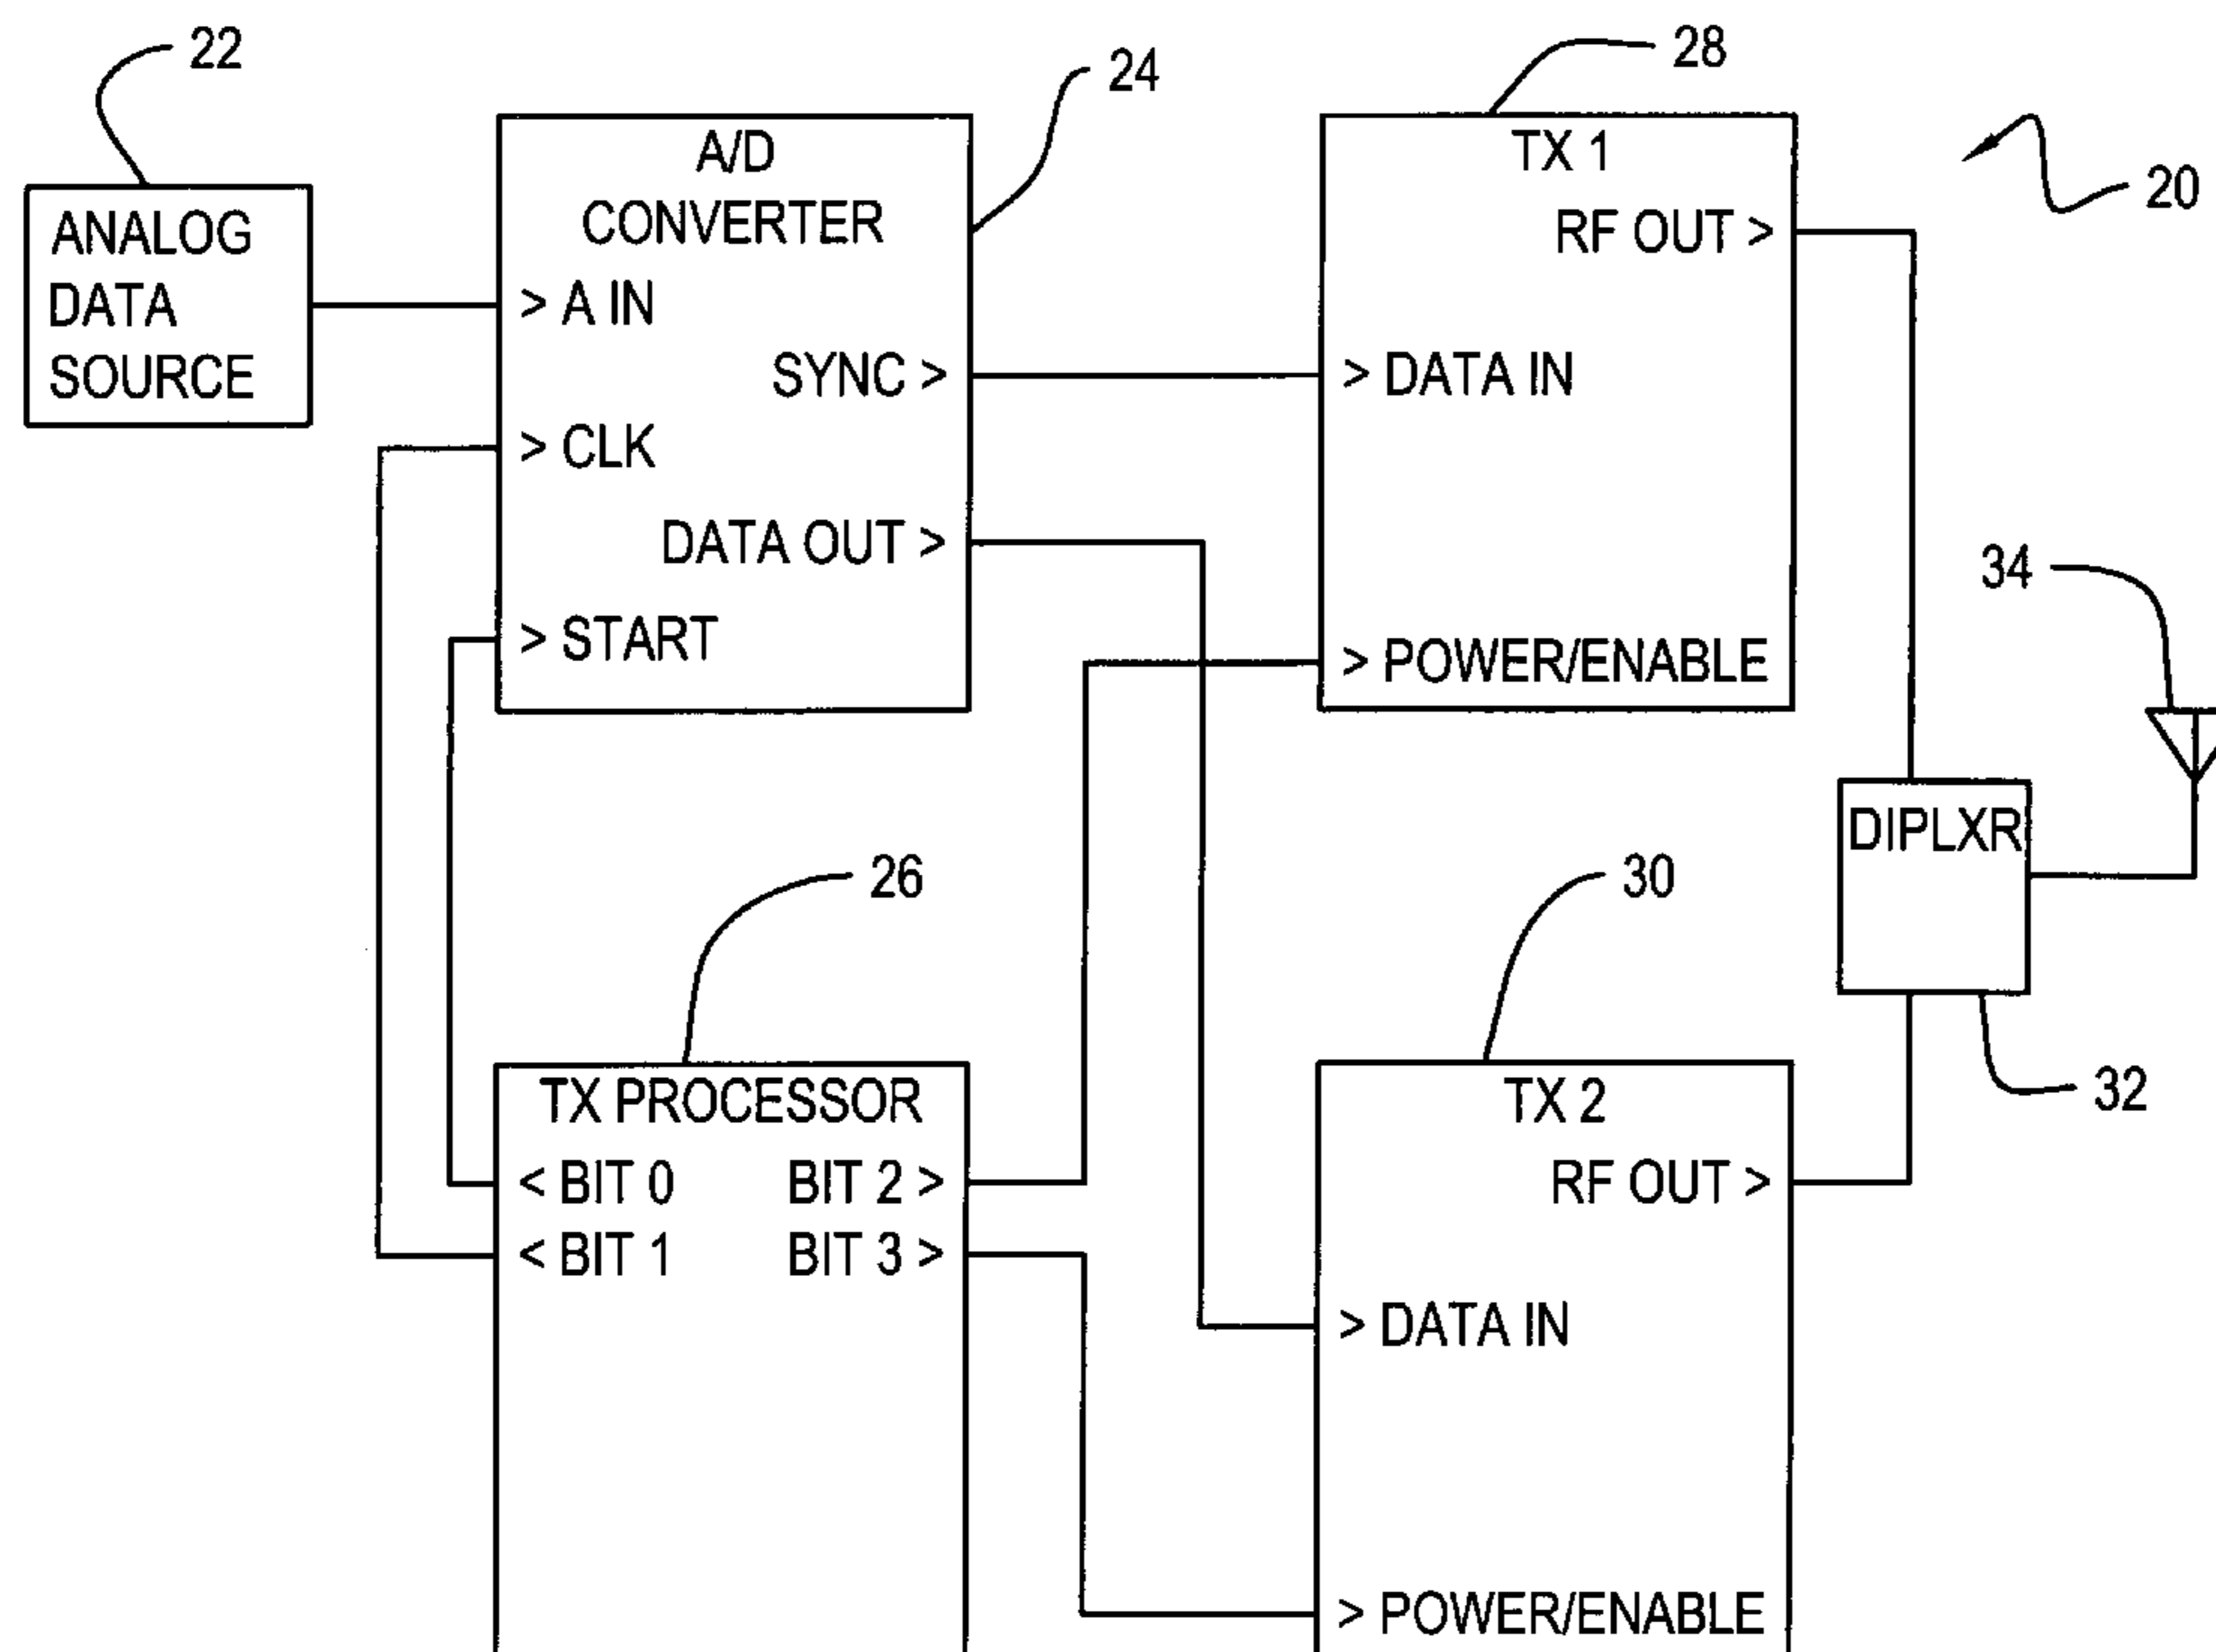 22
24
28
20
ANALOG
DATA
SOURCE
A/D
CONVERTER
> A IN
SYNC >
> CLK
DATA OUT >
> START
TX 1
RF OUT >
> DATA IN
> POWER/ENABLE
34
DIPLXR
32
26
TX PROCESSOR
< BIT 0 BIT 2 >
< BIT 1 BIT 3 >
30
TX 2
RF OUT >
> DATA IN
> POWER/ENABLE